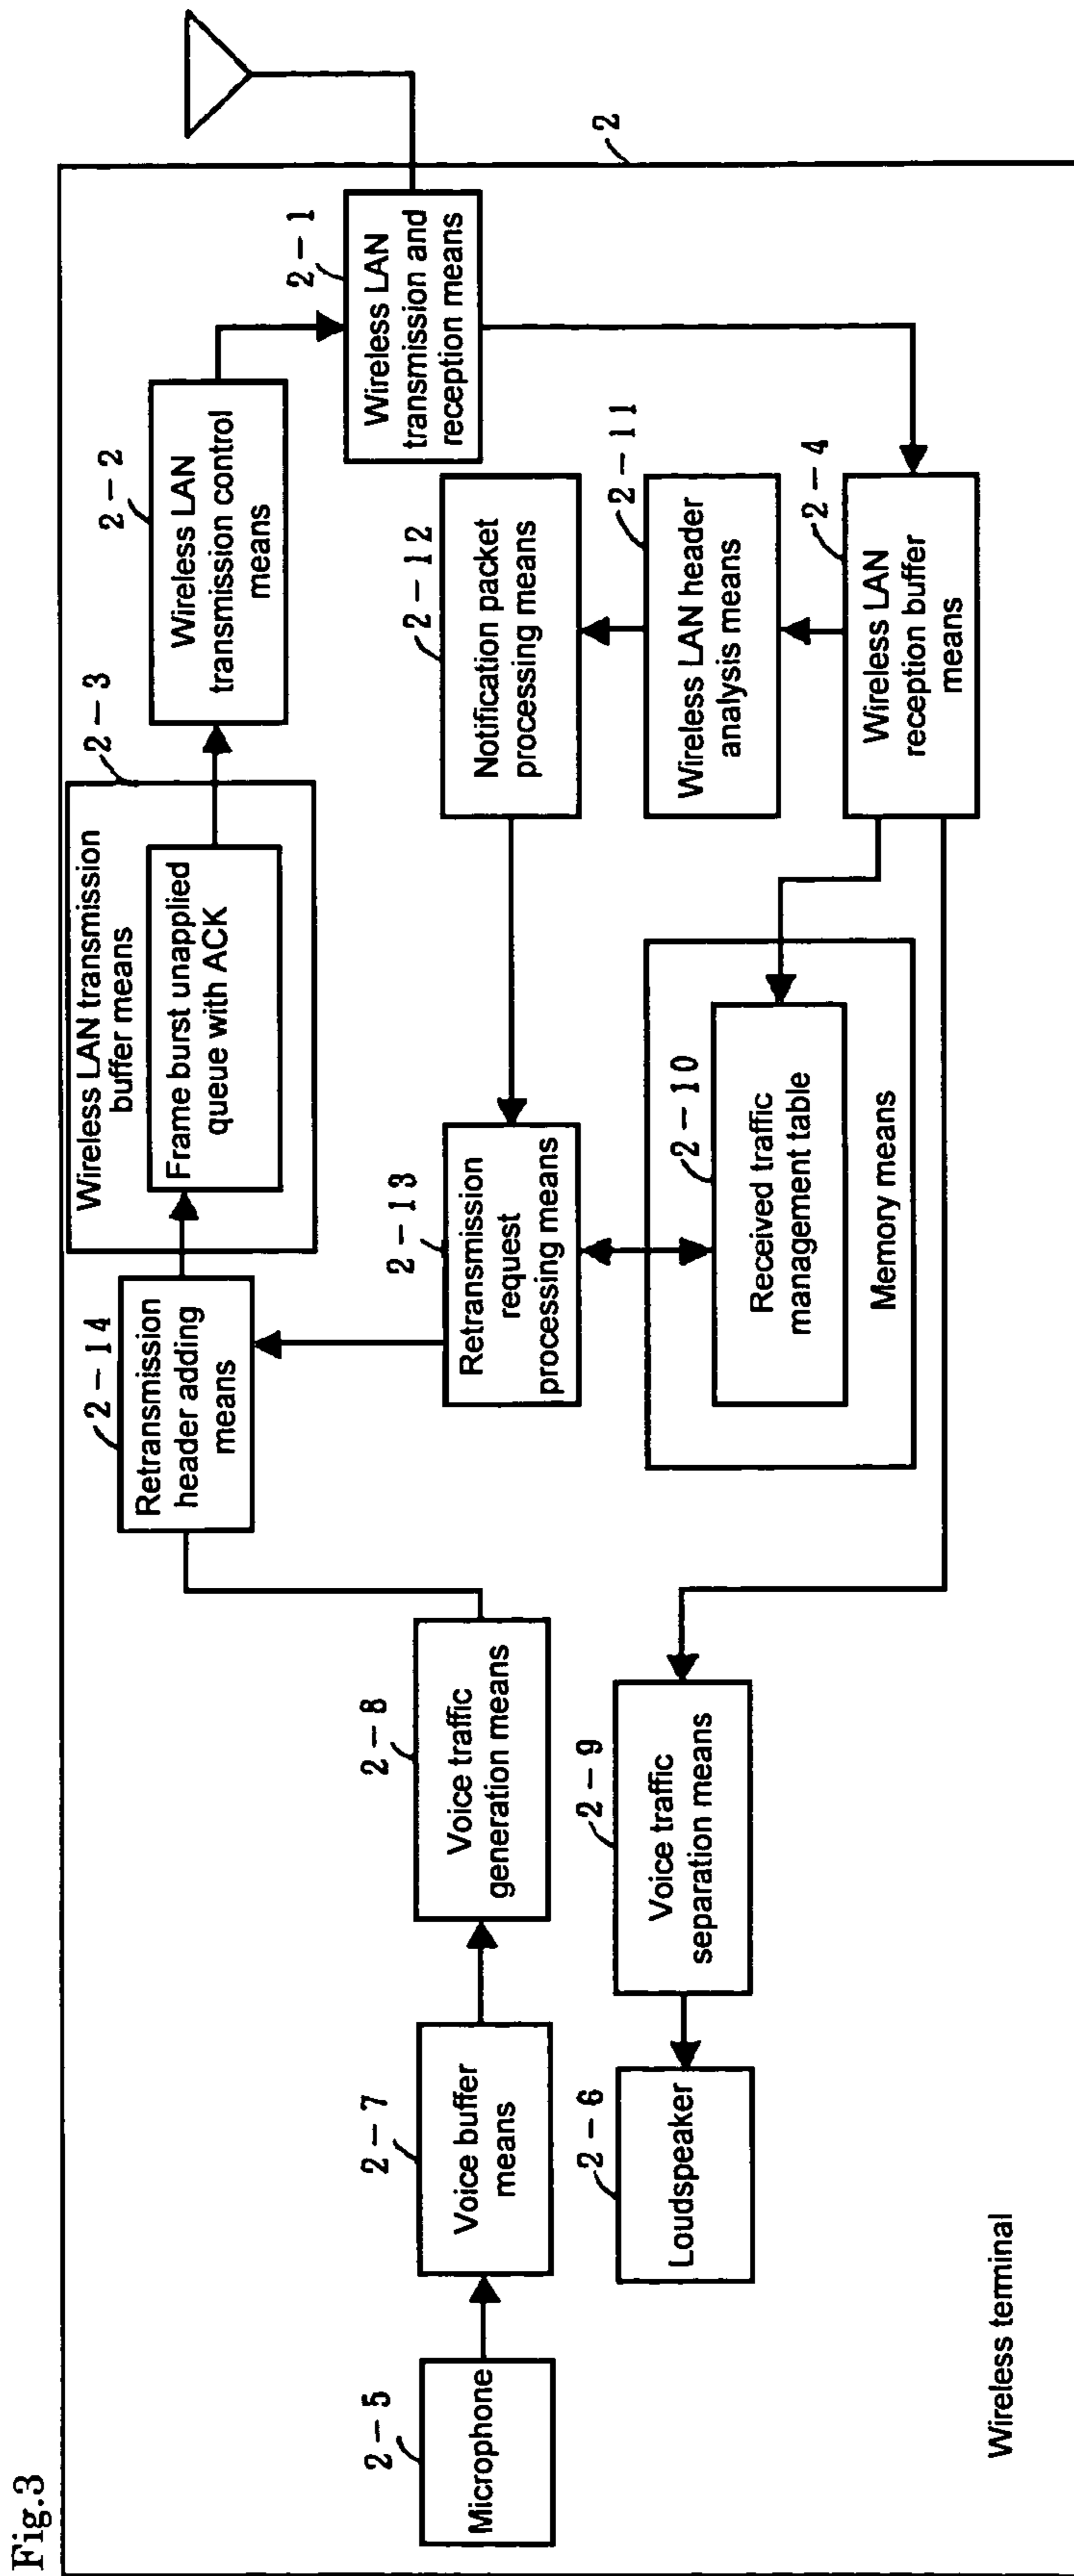 Fig.3
2-5
Microphone
2-7
Voice buffer
means
2-8
Voice traffic
generation means
2-14
Retransmission
header adding
means
Wireless LAN transmission
buffer means
2-3
Frame burst unapplied
queue with ACK
2-2
Wireless LAN
transmission control
means
2-1
Wireless LAN
transmission and
reception means
2
2-13
Retransmission
request
processing means
2-12
Notification packet
processing means
2-11
Wireless LAN header
analysis means
2-4
Wireless LAN
reception buffer
means
2-10
Received traffic
management table
Memory means
2-6
Loudspeaker
2-9
Voice traffic
separation means
Wireless terminal